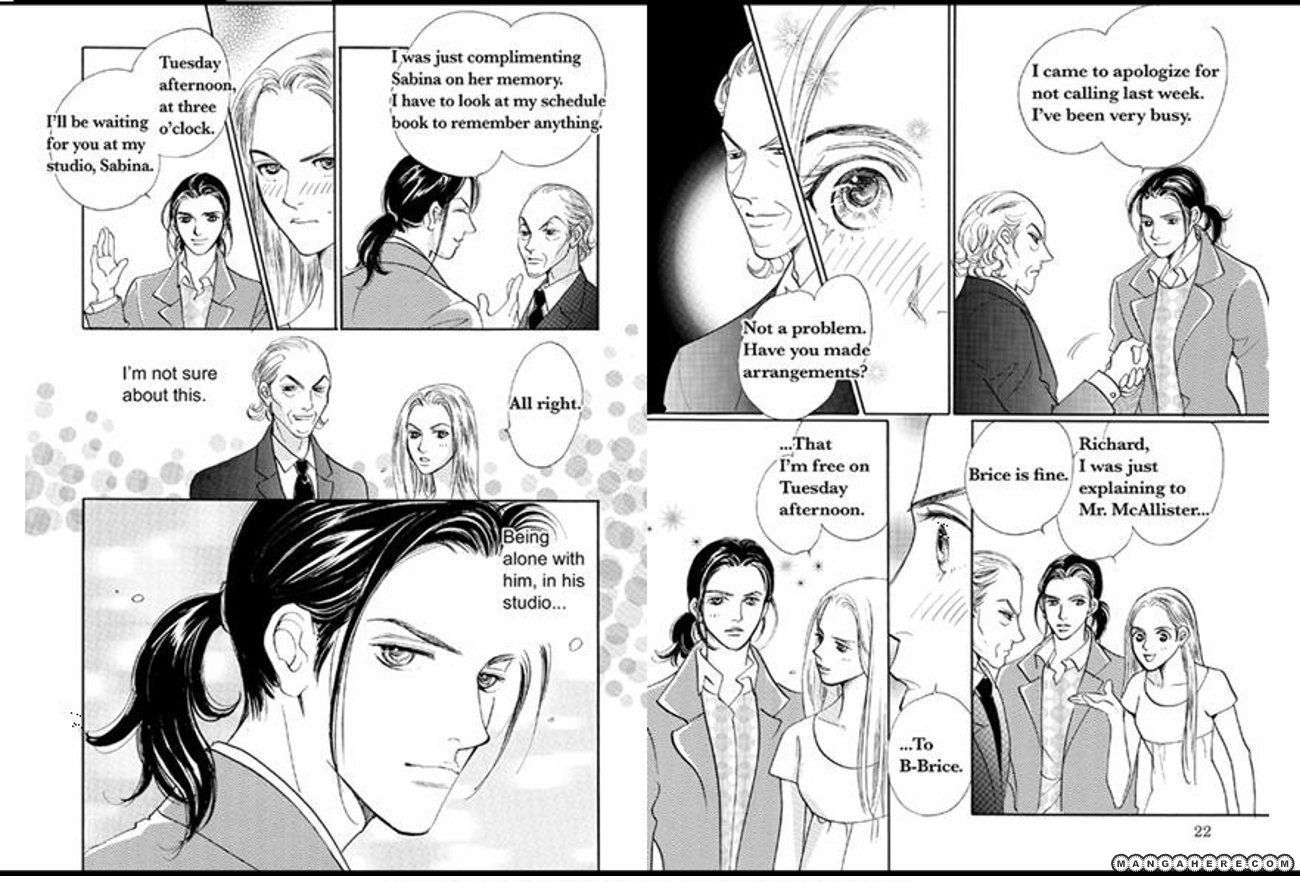 I came to apologize for
not calling last week.
I've been very busy.
Not a problem.
Have you made
arrangements?
Richard,
I was just
explaining to
Mr. McAllister...
Brice is fine.
...To
B-Brice.
...That
I'm free on
Tuesday
afternoon.
22
I was just complimenting
Sabina on her memory.
I have to look at my schedule
book to remember anything.
Tuesday
afternoon,
at three
o'clock.
I'll be waiting
for you at my
studio, Sabina.
All right.
I'm not sure
about this.
Being
alone with
him, in his
studio...
MANGAHERE.COM